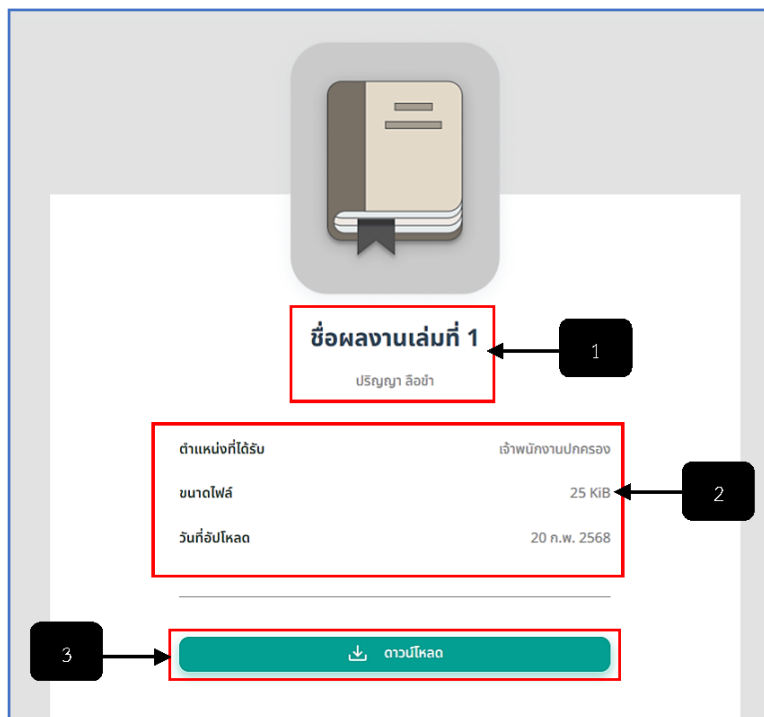 ชื่อผลงานเล่มที่ 1
1
ปริญญา ลือขำ
ตำแหน่งที่ได้รับ เจ้าพนักงานปกครอง
ขนาดไฟล์ 25 KiB
2
วันที่อัปโหลด 20 ก.พ. 2568
3
ดาวน์โหลด